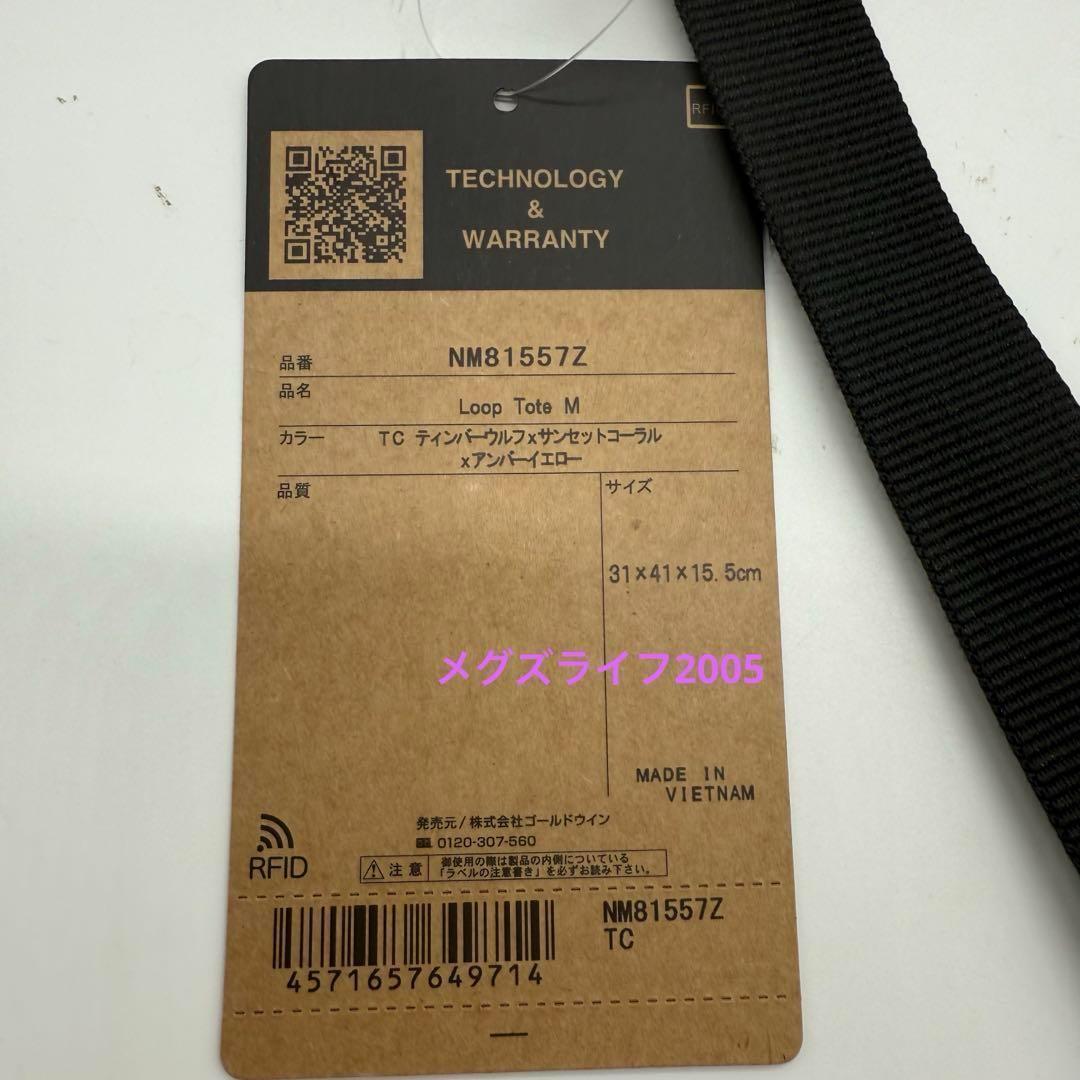 RFI
TECHNOLOGY
&
WARRANTY
品番 NM81557Z
品名
Loop Tote M
カラー TC ティンバーウルフxサンセットコーラル
xアンバーイエロー
品質
サイズ
31×41×15.5cm
メグズライフ2005
MADE IN
VIETNAM
発売元/株式会社ゴールドウイン
0120-307-560
RFID
注意
御使用の際は製品の内側についている
「ラベルの注意書き」を必ずお読み下さい。
NM81557Z
TC
4571657649714